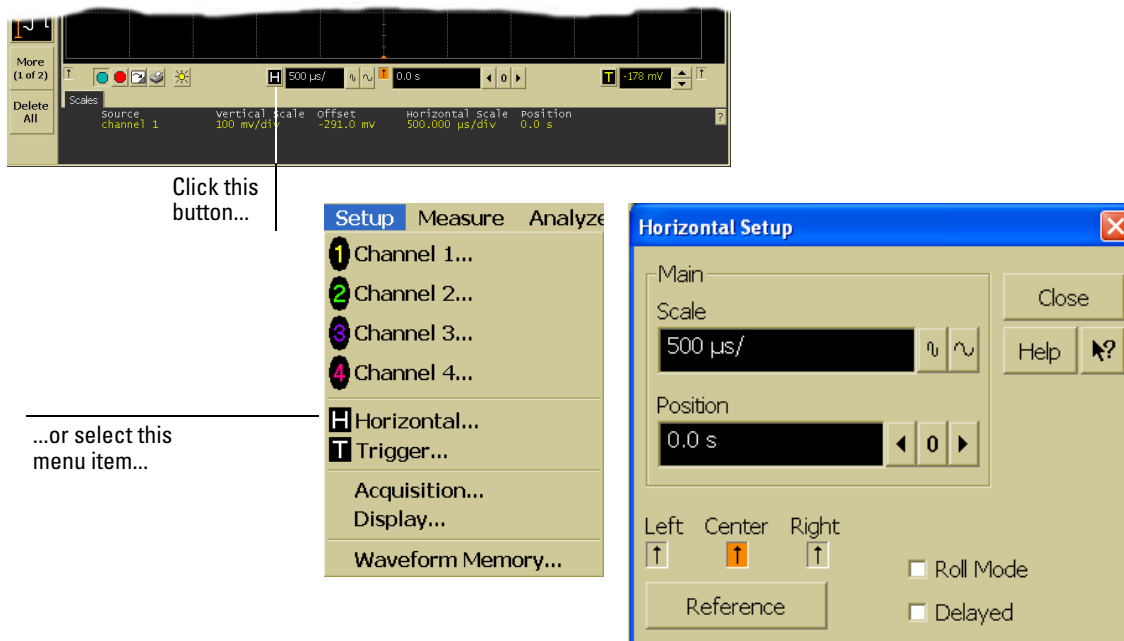 More
(1 of 2)
Delete
All
H 500 µs/ 0.0 s 0 T -178 mV
Scales
Source Vertical scale Offset Horizontal Scale Position
channel 1 100 mV/div -291.0 mV 500.000 µs/div 0.0 s
?
Click this
button...
...or select this
menu item...
Setup Measure Analyze
1 Channel 1...
2 Channel 2...
3 Channel 3...
4 Channel 4...
H Horizontal...
T Trigger...
Acquisition...
Display...
Waveform Memory...
Horizontal Setup
Main
Scale
500 µs/
Position
0.0 s 0
Close
Help ?
Left Center Right
Reference
Roll Mode
Delayed